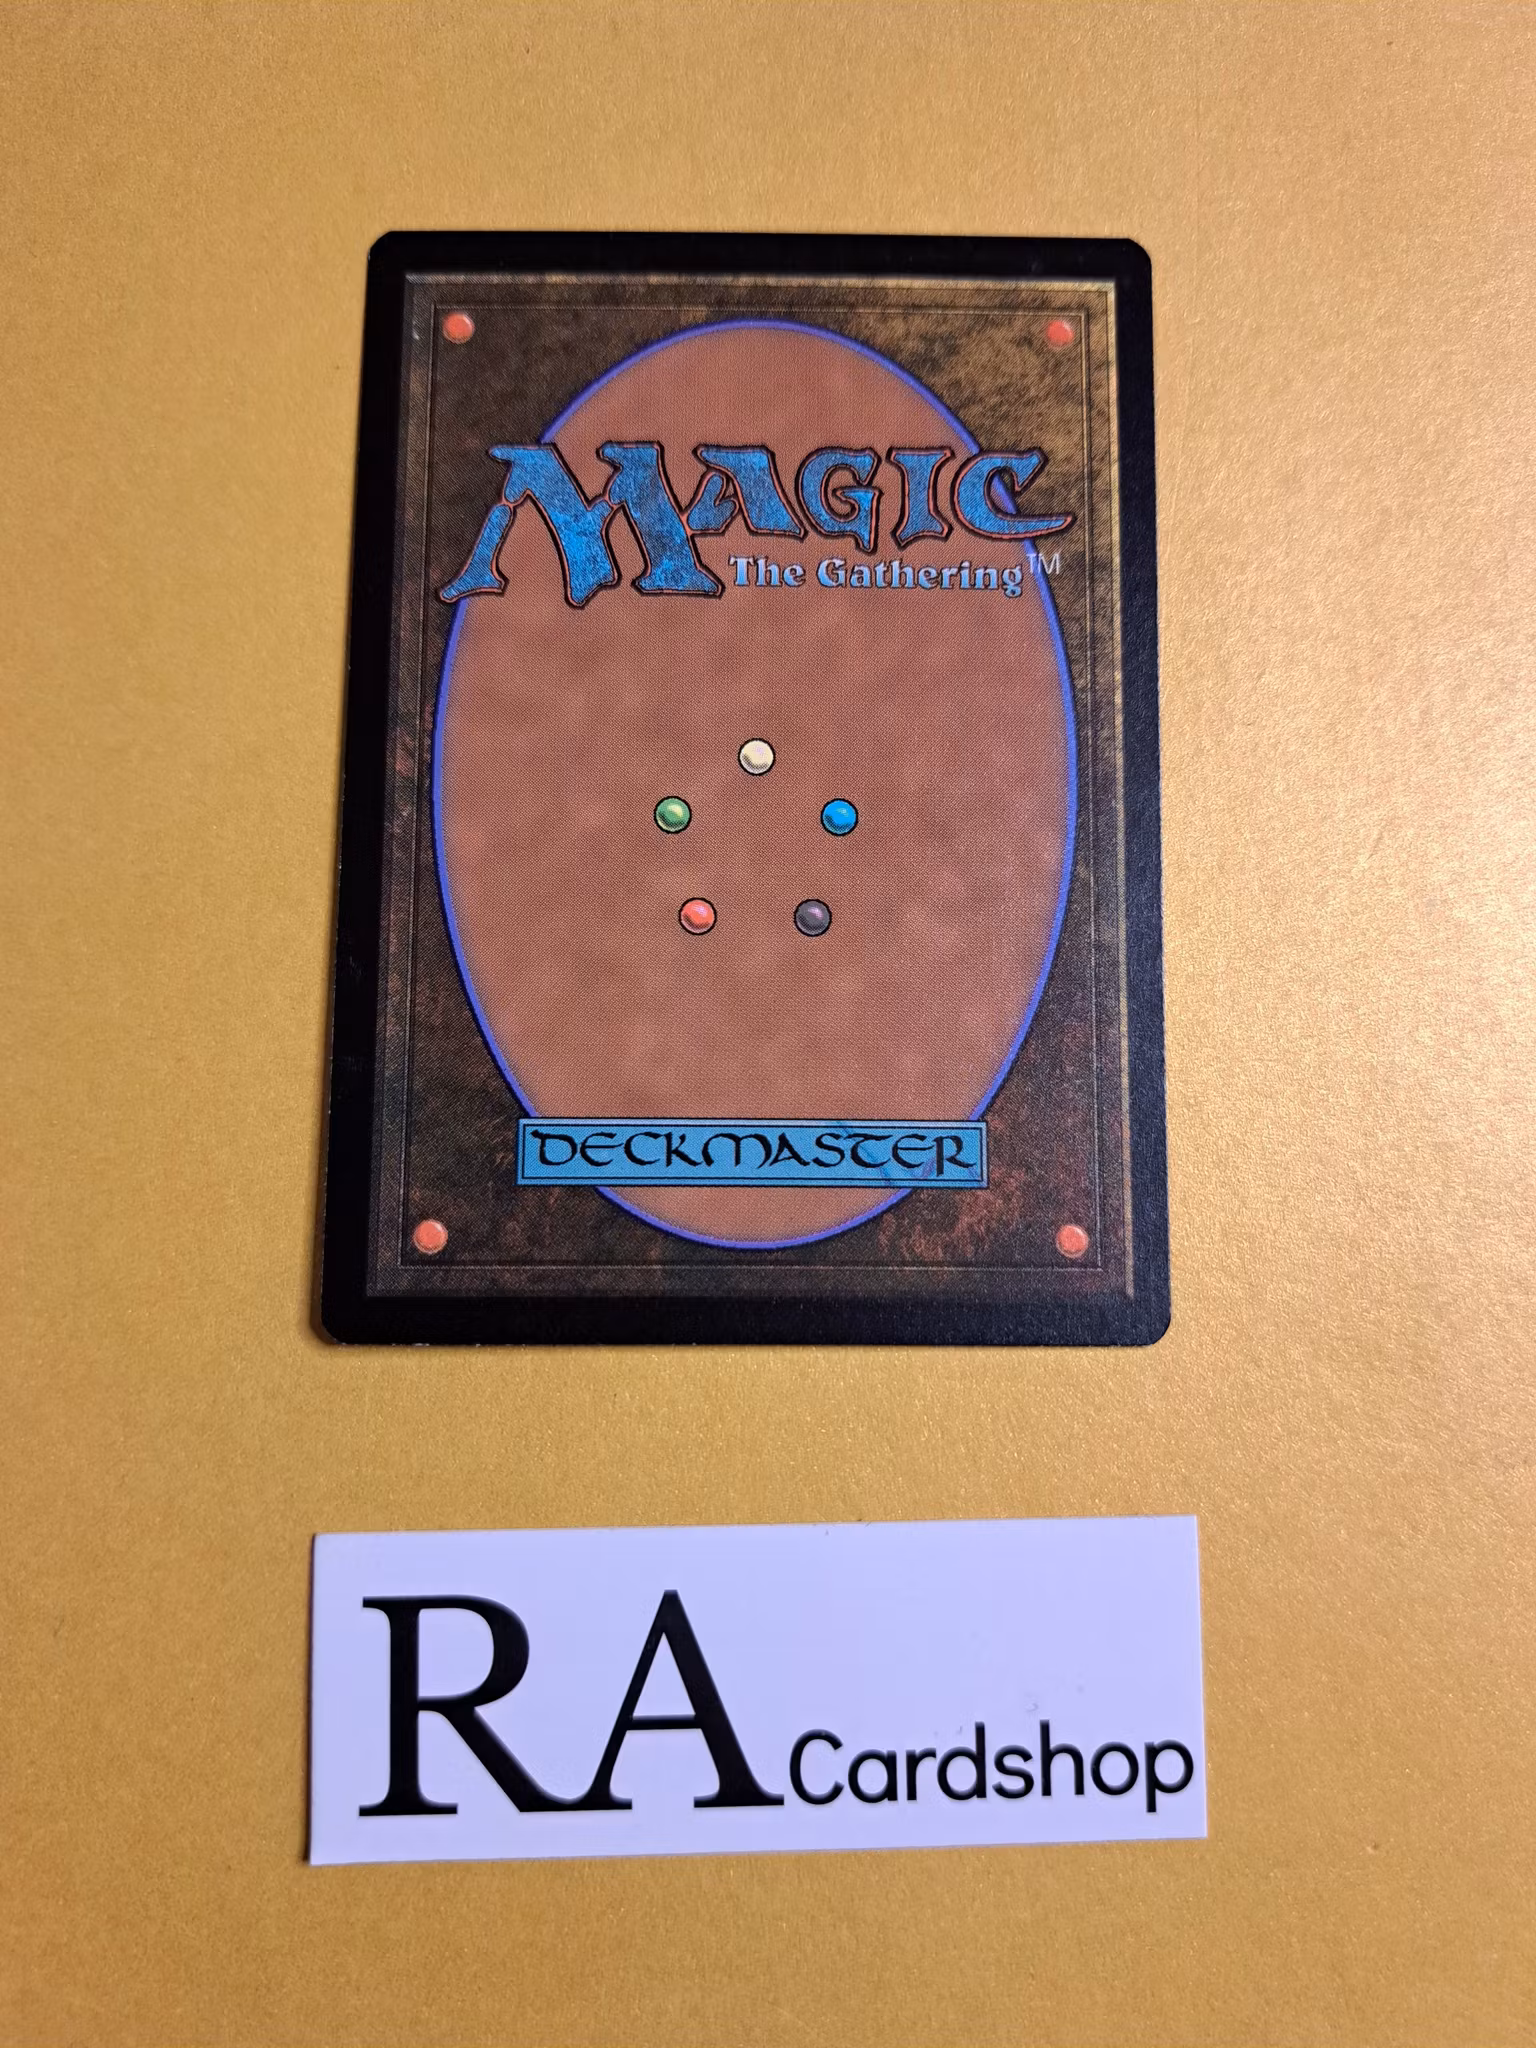 MAGIC
The Gathering™
DECKMASTER
RA Cardshop